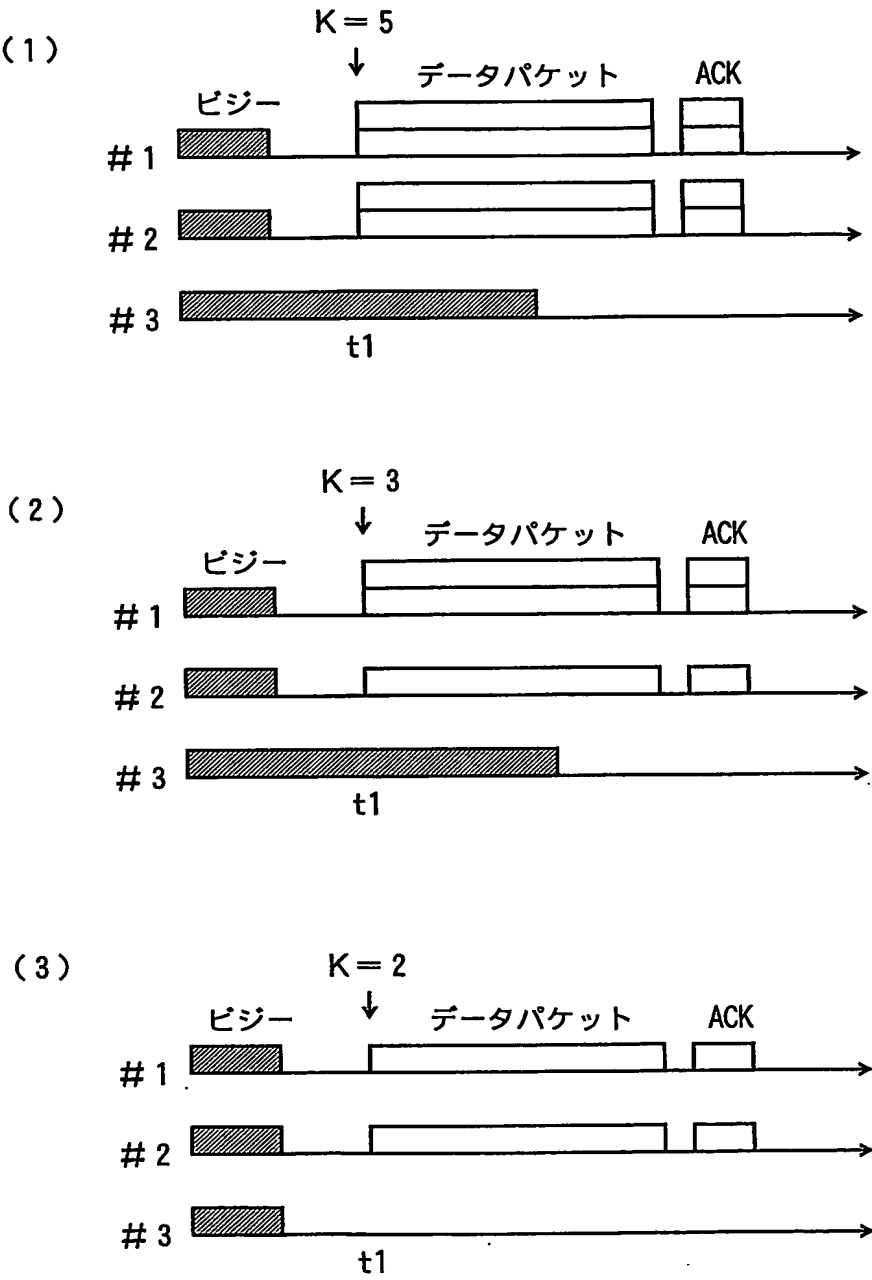 (1)
K=5
↓
データパケット ACK
ビジー
#1
#2
#3
t1
(2)
K=3
↓
データパケット ACK
ビジー
#1
#2
#3
t1
(3)
K=2
↓
ビジー データパケット ACK
#1
#2
#3
t1